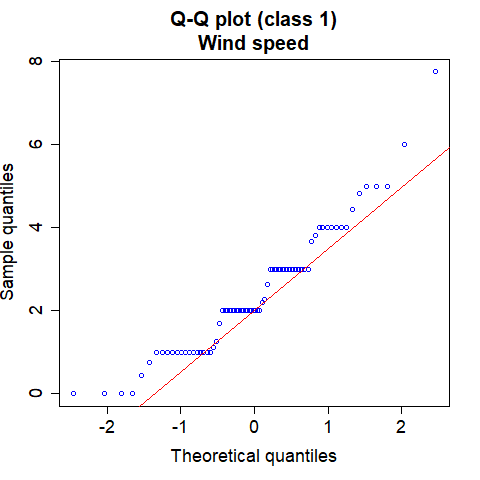 Q-Q plot (class 1)
Wind speed
8
6
4
2
0
Sample quantiles
-2
-1
0
1
2
Theoretical quantiles